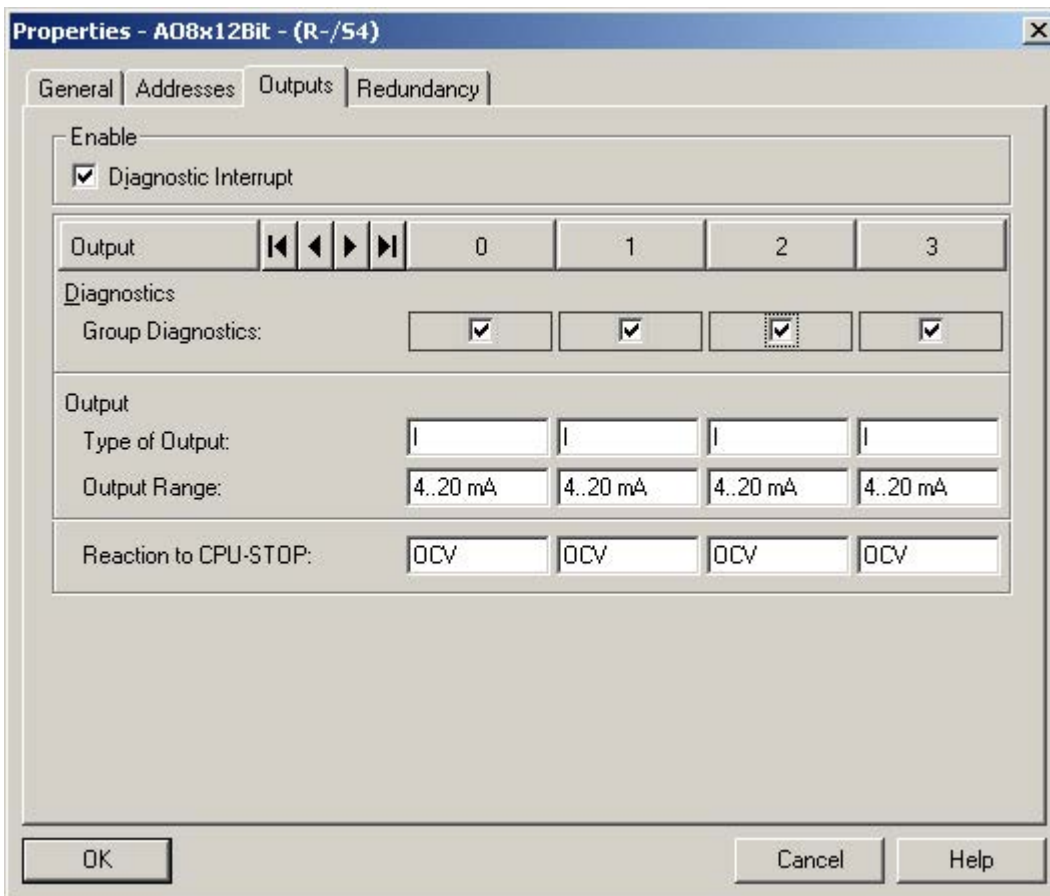 Properties - AO8x12Bit - (R-/S4)
General Addresses Outputs Redundancy
Enable
Diagnostic Interrupt
Output 0 1 2 3
Diagnostics
Group Diagnostics:
Output
Type of Output: I I I I
Output Range: 4..20 mA 4..20 mA 4..20 mA 4..20 mA
Reaction to CPU-STOP: OCV OCV OCV OCV
OK Cancel Help